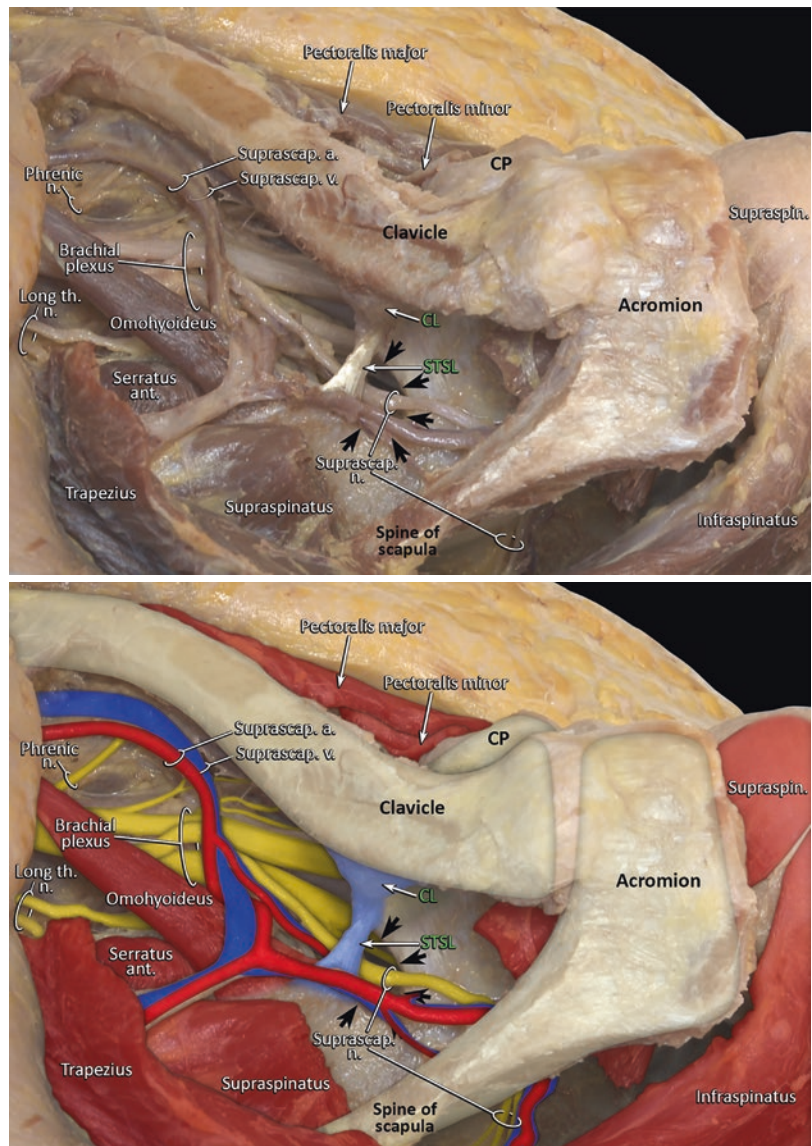 Pectoralis major
Pectoralis minor
Suprascap. a.
CP
Suprascap. v.
Phrenic
n.
Supraspin.
Clavicle
Brachial
plexus
Long th.
n.
CL
Acromion
Omohyoideus
STSL
Serratus
ant.
Suprascap.
n.
Trapezius
Supraspinatus
Infraspinatus
Spine of
scapula
Pectoralis major
Pectoralis minor
Suprascap. a.
CP
Suprascap. v.
Phrenic
n.
Supraspin.
Clavicle
Brachial
plexus
Long th.
n.
Acromion
Omohyoideus
CL
STSL
Serratus
ant.
Suprascap.
n.
Trapezius
Supraspinatus
Infraspinatus
Spine of
scapula